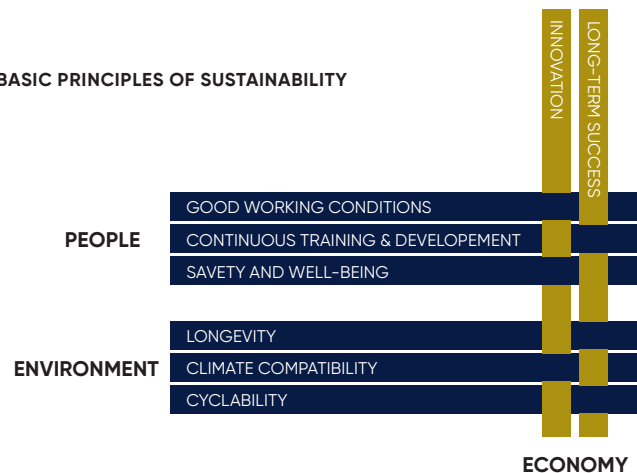 BASIC PRINCIPLES OF SUSTAINABILITY
INNOVATION
LONG-TERM SUCCESS
PEOPLE
GOOD WORKING CONDITIONS
CONTINUOUS TRAINING & DEVELOPEMENT
SAVETY AND WELL-BEING
ENVIRONMENT
LONGEVITY
CLIMATE COMPATIBILITY
CYCLABILITY
ECONOMY